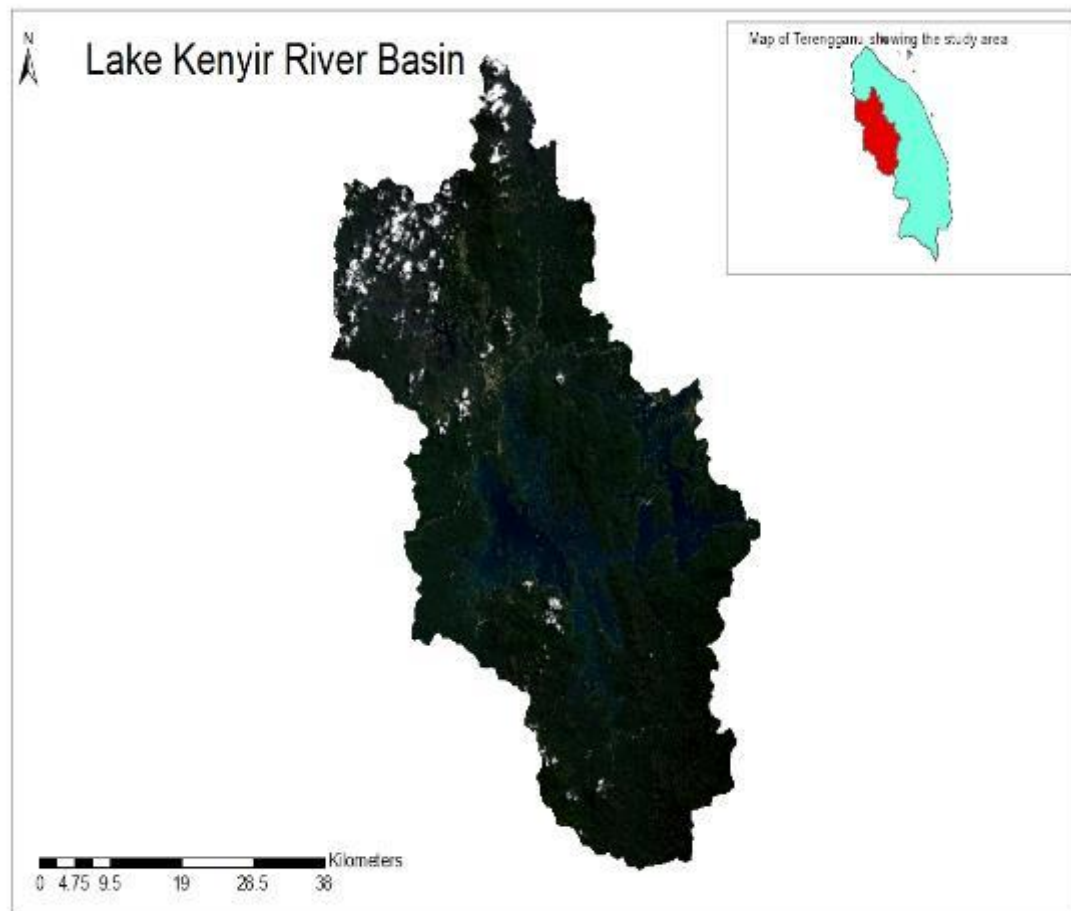 N
Lake Kenyir River Basin
Map of Terengganu showing the study area
Kilometers
0 4.75 9.5 19 28.5 38